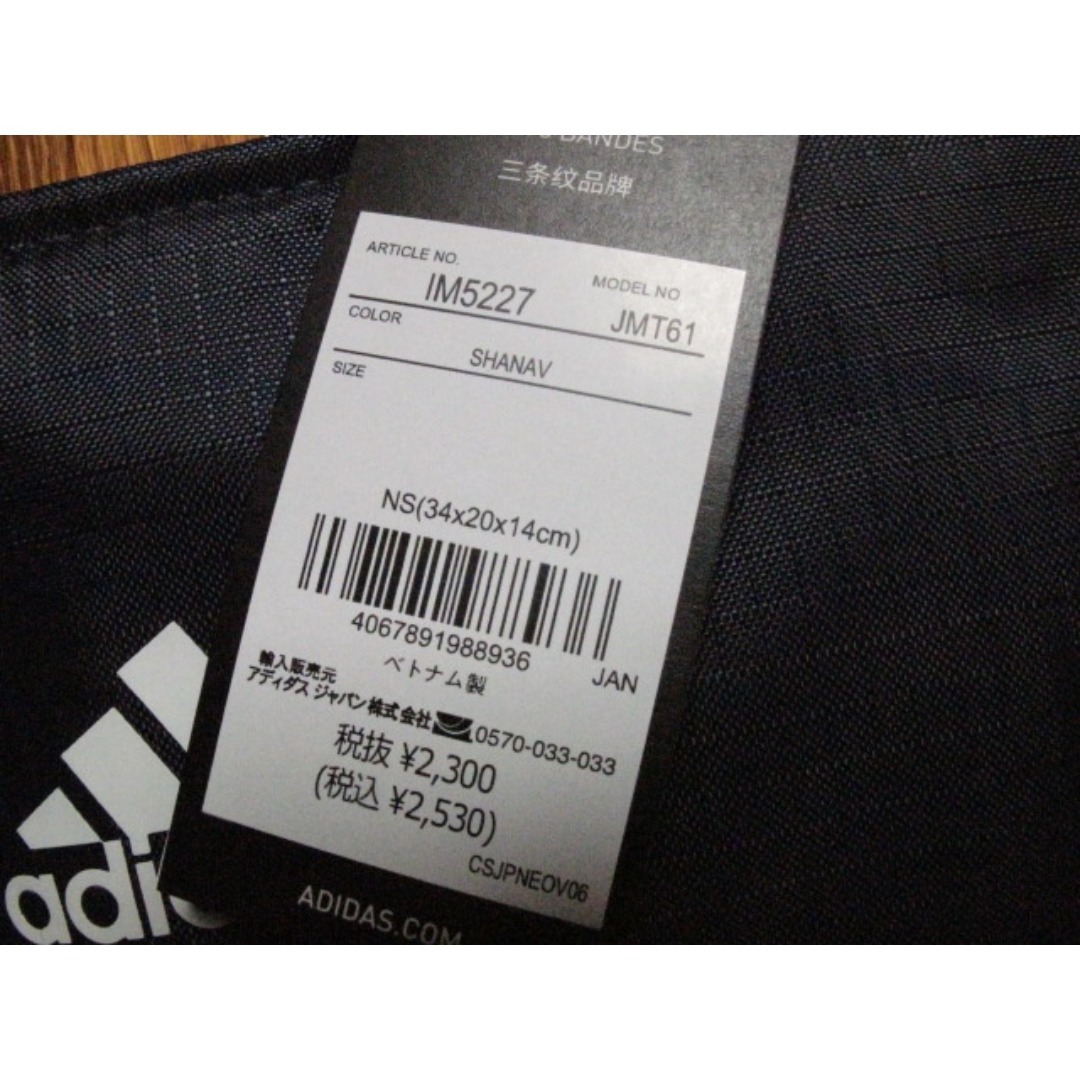 BANDES
三条纹品牌
ARTICLE NO.
IM5227
MODEL NO
JMT61
COLOR
SHANAV
SIZE
NS(34x20x14cm)
4067891988936
JAN
ベトナム製
輸入販売元
アディダス ジャパン株式会社 0570-033-033
税抜 ¥2,300
(税込 ¥2,530)
CSJPNEOV06
ADIDAS.COM